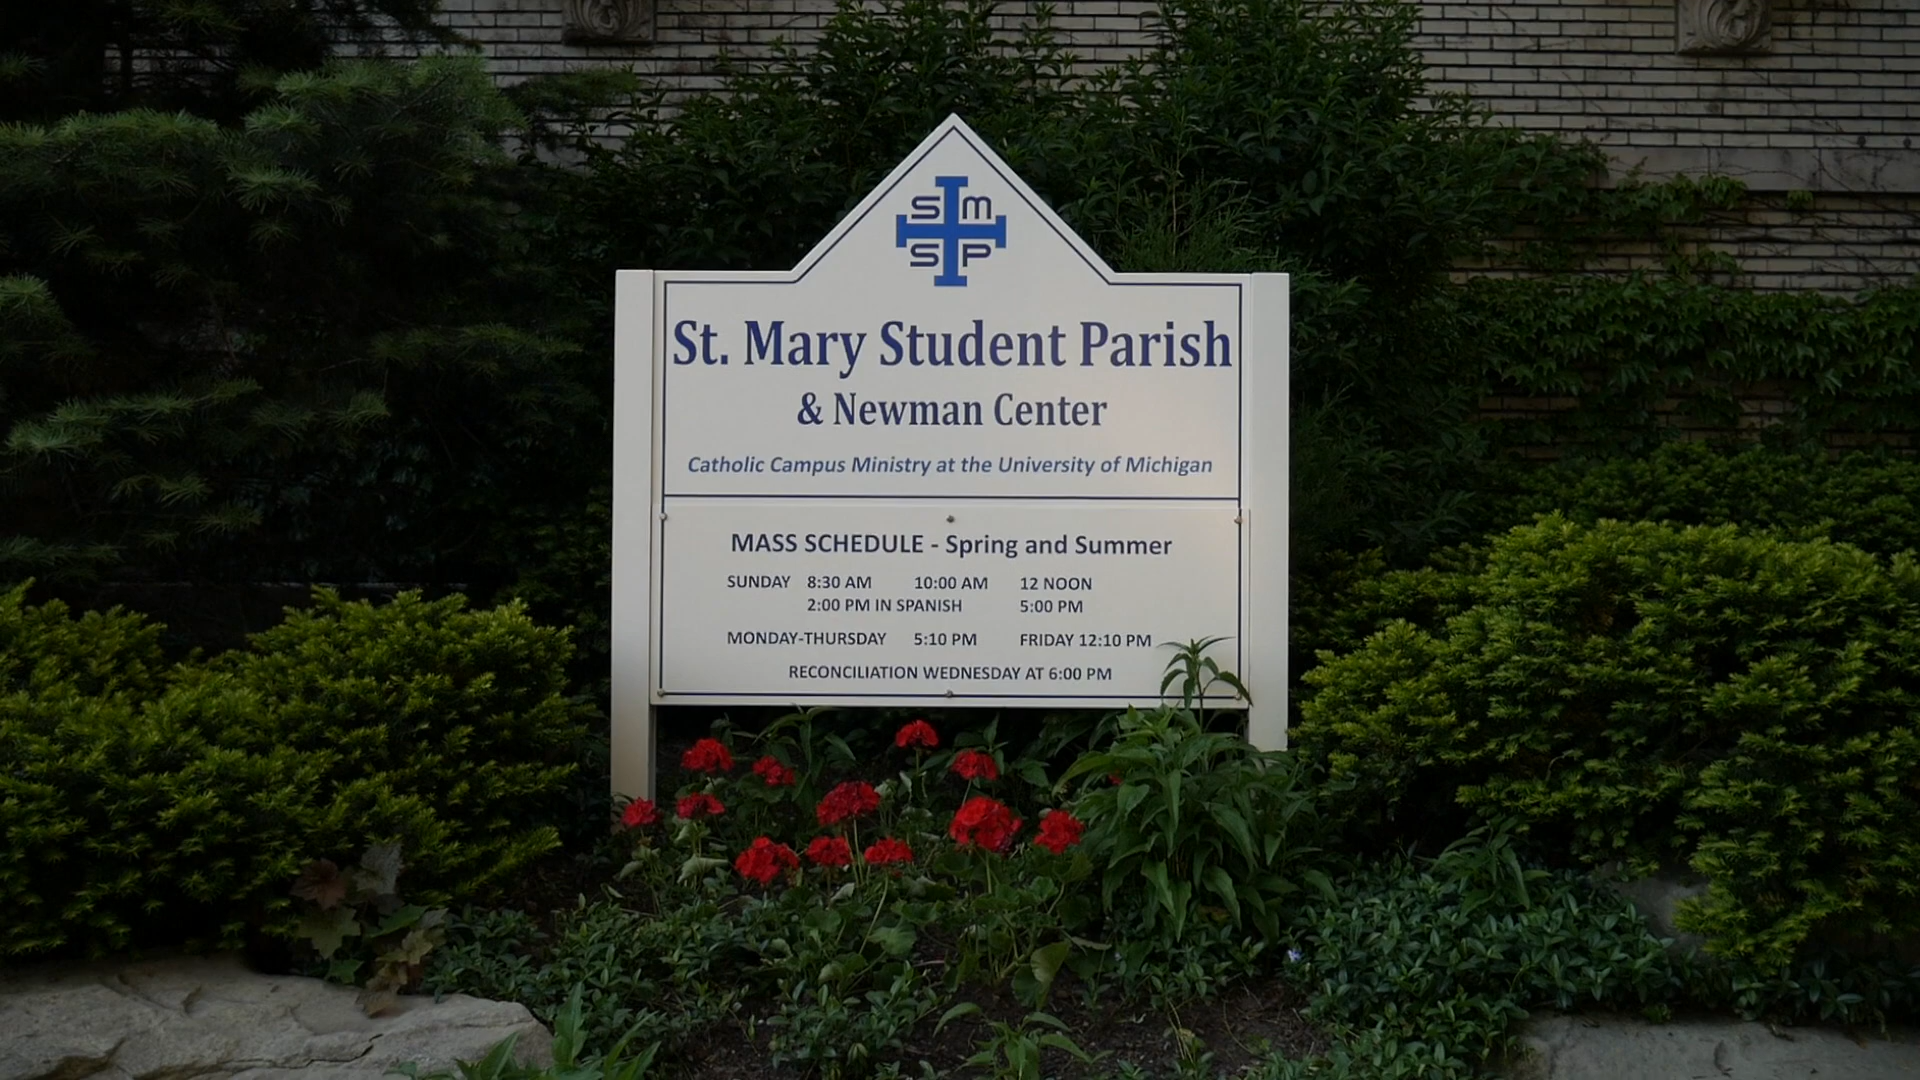 S M
S P
St. Mary Student Parish
& Newman Center
Catholic Campus Ministry at the University of Michigan
MASS SCHEDULE - Spring and Summer
SUNDAY 8:30 AM 10:00 AM 12 NOON
2:00 PM IN SPANISH 5:00 PM
MONDAY-THURSDAY 5:10 PM FRIDAY 12:10 PM
RECONCILIATION WEDNESDAY AT 6:00 PM